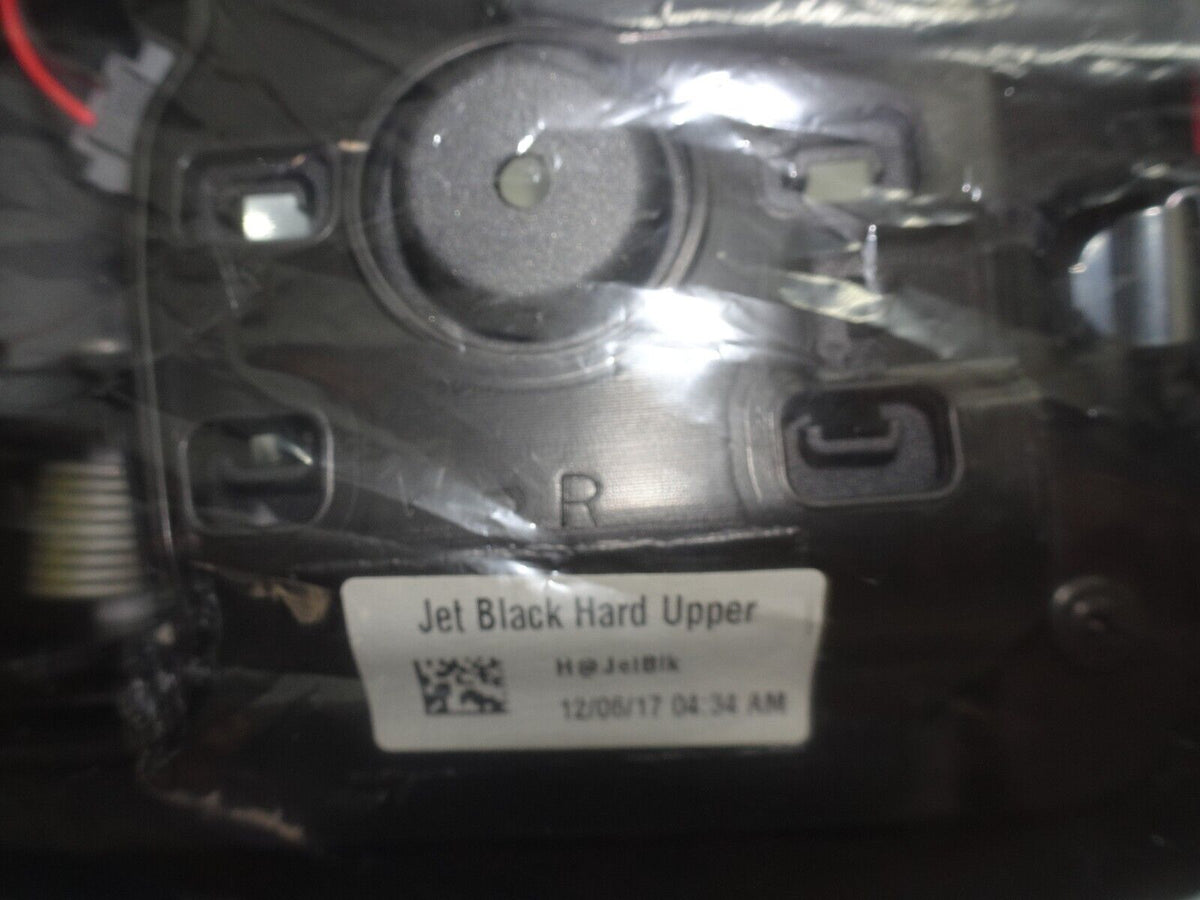 R
Jet Black Hard Upper
H@JetBlk
12/06/17 04:34 AM